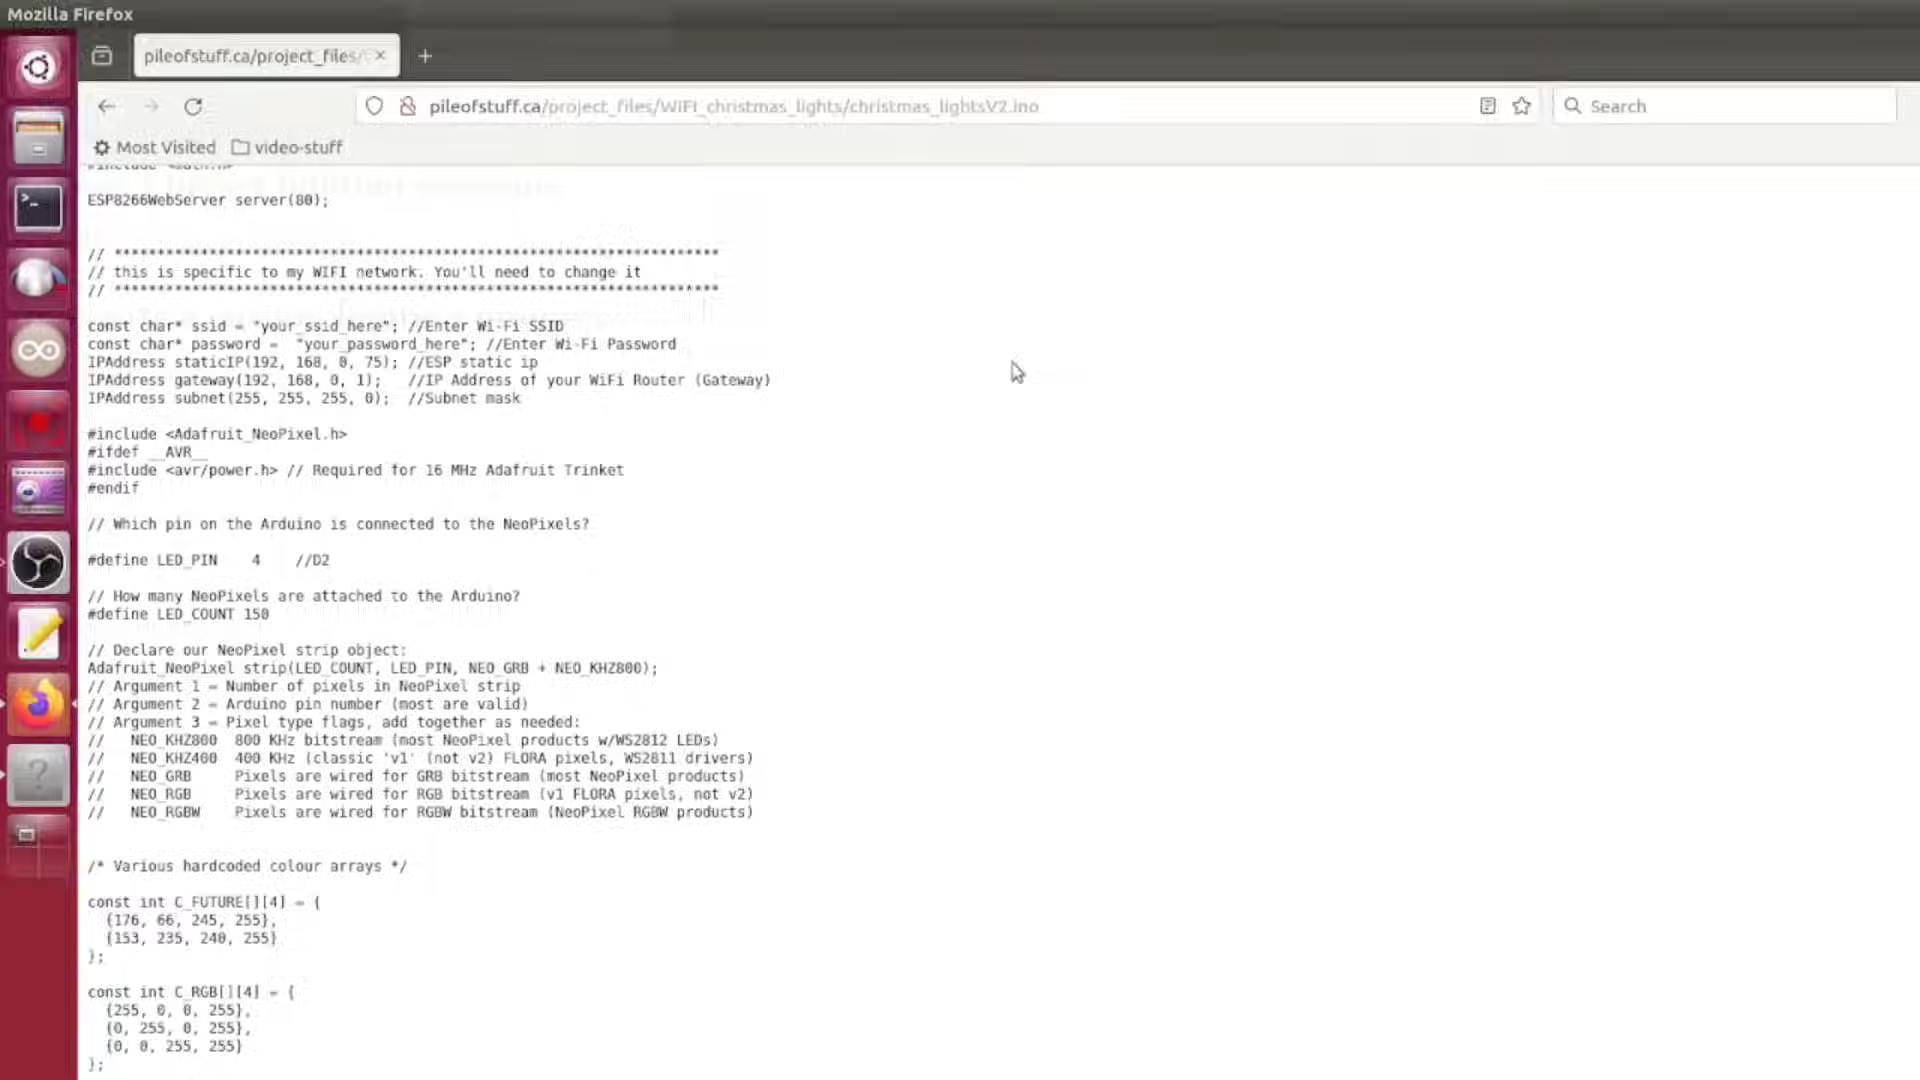 Mozilla Firefox
pileofstuff.ca/project_files/
pileofstuff.ca/project_files/WIFI_christmas_lights/christmas_lightsV2.ino
Search
Most Visited
video-stuff
#include <math.h>
ESP8266WebServer server(80);
// **********************************************************************
// this is specific to my WIFI network. You'll need to change it
// **********************************************************************
const char* ssid = "your_ssid_here"; //Enter Wi-Fi SSID
const char* password =  "your_password_here"; //Enter Wi-Fi Password
IPAddress staticIP(192, 168, 0, 75); //ESP static ip
IPAddress gateway(192, 168, 0, 1);   //IP Address of your WiFi Router (Gateway)
IPAddress subnet(255, 255, 255, 0);  //Subnet mask
#include <Adafruit_NeoPixel.h>
#ifdef __AVR__
#include <avr/power.h> // Required for 16 MHz Adafruit Trinket
#endif
// Which pin on the Arduino is connected to the NeoPixels?
#define LED_PIN    4    //D2
// How many NeoPixels are attached to the Arduino?
#define LED_COUNT 150
// Declare our NeoPixel strip object:
Adafruit_NeoPixel strip(LED_COUNT, LED_PIN, NEO_GRB + NEO_KHZ800);
// Argument 1 = Number of pixels in NeoPixel strip
// Argument 2 = Arduino pin number (most are valid)
// Argument 3 = Pixel type flags, add together as needed:
//   NEO_KHZ800  800 KHz bitstream (most NeoPixel products w/WS2812 LEDs)
//   NEO_KHZ400  400 KHz (classic 'v1' (not v2) FLORA pixels, WS2811 drivers)
//   NEO_GRB     Pixels are wired for GRB bitstream (most NeoPixel products)
//   NEO_RGB     Pixels are wired for RGB bitstream (v1 FLORA pixels, not v2)
//   NEO_RGBW    Pixels are wired for RGBW bitstream (NeoPixel RGBW products)
/* Various hardcoded colour arrays */
const int C_FUTURE[][4] = {
  {176, 66, 245, 255},
  {153, 235, 240, 255}
};
const int C_RGB[][4] = {
  {255, 0, 0, 255},
  {0, 255, 0, 255},
  {0, 0, 255, 255}
};